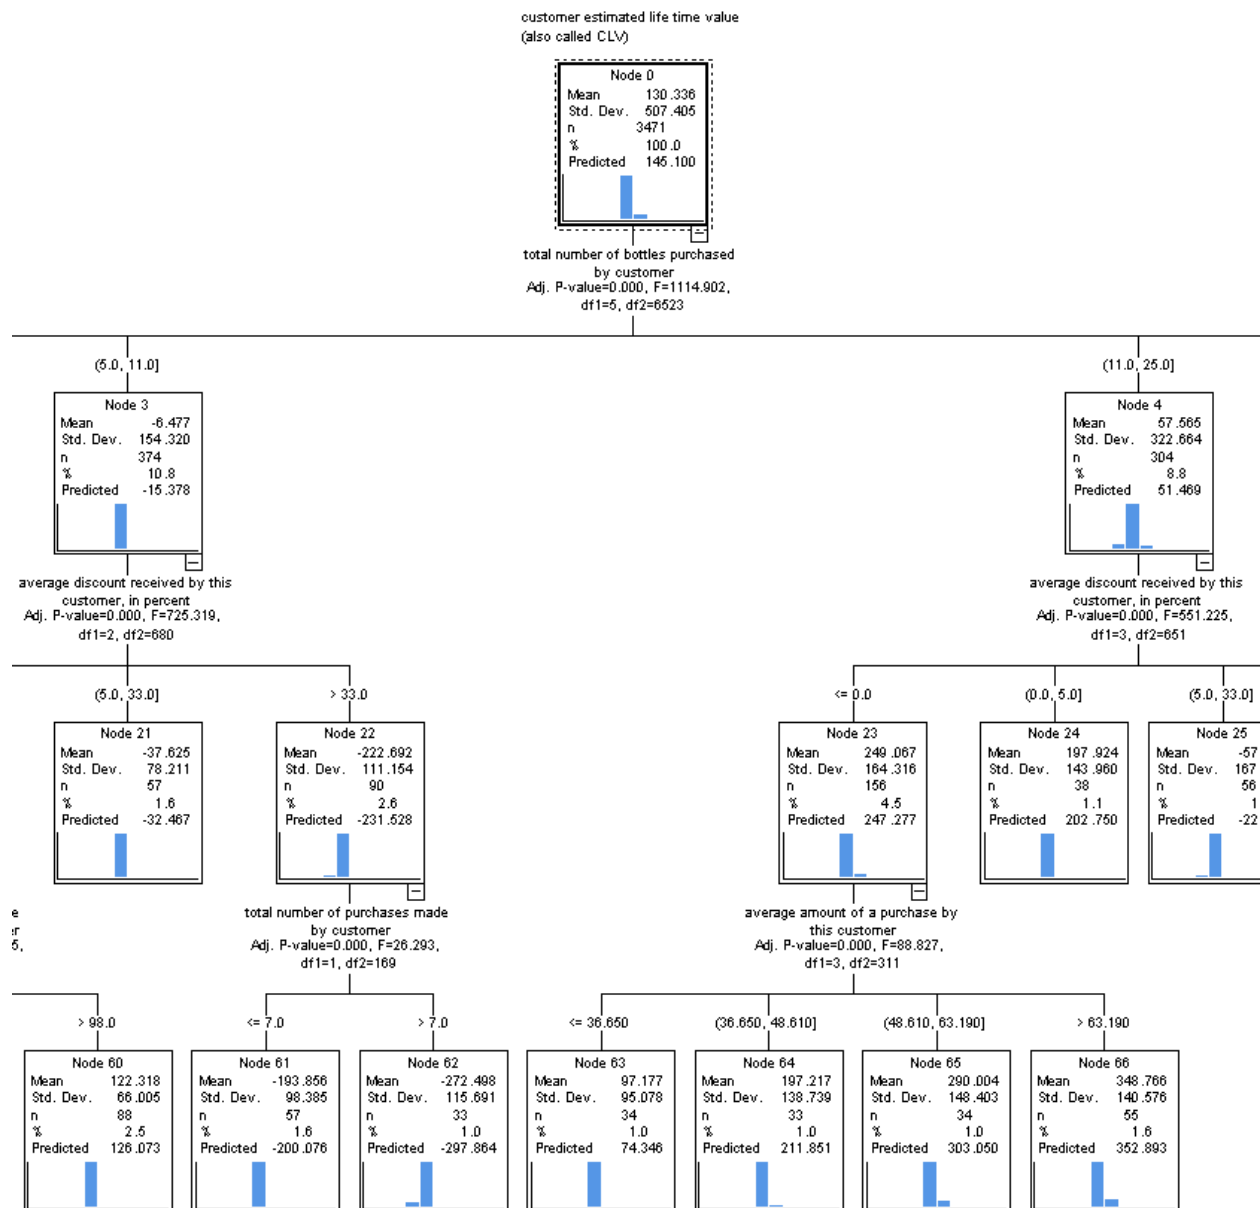 customer estimated life time value
(also called CLV)
Node 0
Mean 130.336
Std. Dev. 507.405
n 3471
% 100.0
Predicted 145.100
total number of bottles purchased
by customer
Adj. P-value=0.000, F=1114.902,
df1=5, df2=6523
(5.0, 11.0]
(11.0, 25.0]
Node 3
Mean -6.477
Std. Dev. 154.320
n 374
% 10.8
Predicted -15.378
Node 4
Mean 57.565
Std. Dev. 322.664
n 304
% 8.8
Predicted 51.469
average discount received by this
customer, in percent
Adj. P-value=0.000, F=725.319,
df1=2, df2=680
average discount received by this
customer, in percent
Adj. P-value=0.000, F=551.225,
df1=3, df2=651
(5.0, 33.0]
> 33.0
<= 0.0
(0.0, 5.0]
(5.0, 33.0]
Node 21
Mean -37.625
Std. Dev. 78.211
n 57
% 1.6
Predicted -32.467
Node 22
Mean -222.692
Std. Dev. 111.154
n 90
% 2.6
Predicted -231.528
Node 23
Mean 249.067
Std. Dev. 164.316
n 156
% 4.5
Predicted 247.277
Node 24
Mean 197.924
Std. Dev. 143.960
n 38
% 1.1
Predicted 202.750
Node 25
Mean -57
Std. Dev. 167
n 56
% 1
Predicted -22
e
er
5,
total number of purchases made
by customer
Adj. P-value=0.000, F=26.293,
df1=1, df2=169
average amount of a purchase by
this customer
Adj. P-value=0.000, F=88.827,
df1=3, df2=311
> 98.0
<= 7.0
> 7.0
<= 36.650
(36.650, 48.610]
(48.610, 63.190]
> 63.190
Node 60
Mean 122.318
Std. Dev. 66.005
n 88
% 2.5
Predicted 126.073
Node 61
Mean -193.856
Std. Dev. 98.385
n 57
% 1.6
Predicted -200.076
Node 62
Mean -272.498
Std. Dev. 115.691
n 33
% 1.0
Predicted -297.864
Node 63
Mean 97.177
Std. Dev. 95.078
n 34
% 1.0
Predicted 74.346
Node 64
Mean 197.217
Std. Dev. 138.739
n 33
% 1.0
Predicted 211.851
Node 65
Mean 290.004
Std. Dev. 148.403
n 34
% 1.0
Predicted 303.050
Node 66
Mean 348.766
Std. Dev. 140.576
n 55
% 1.6
Predicted 352.893